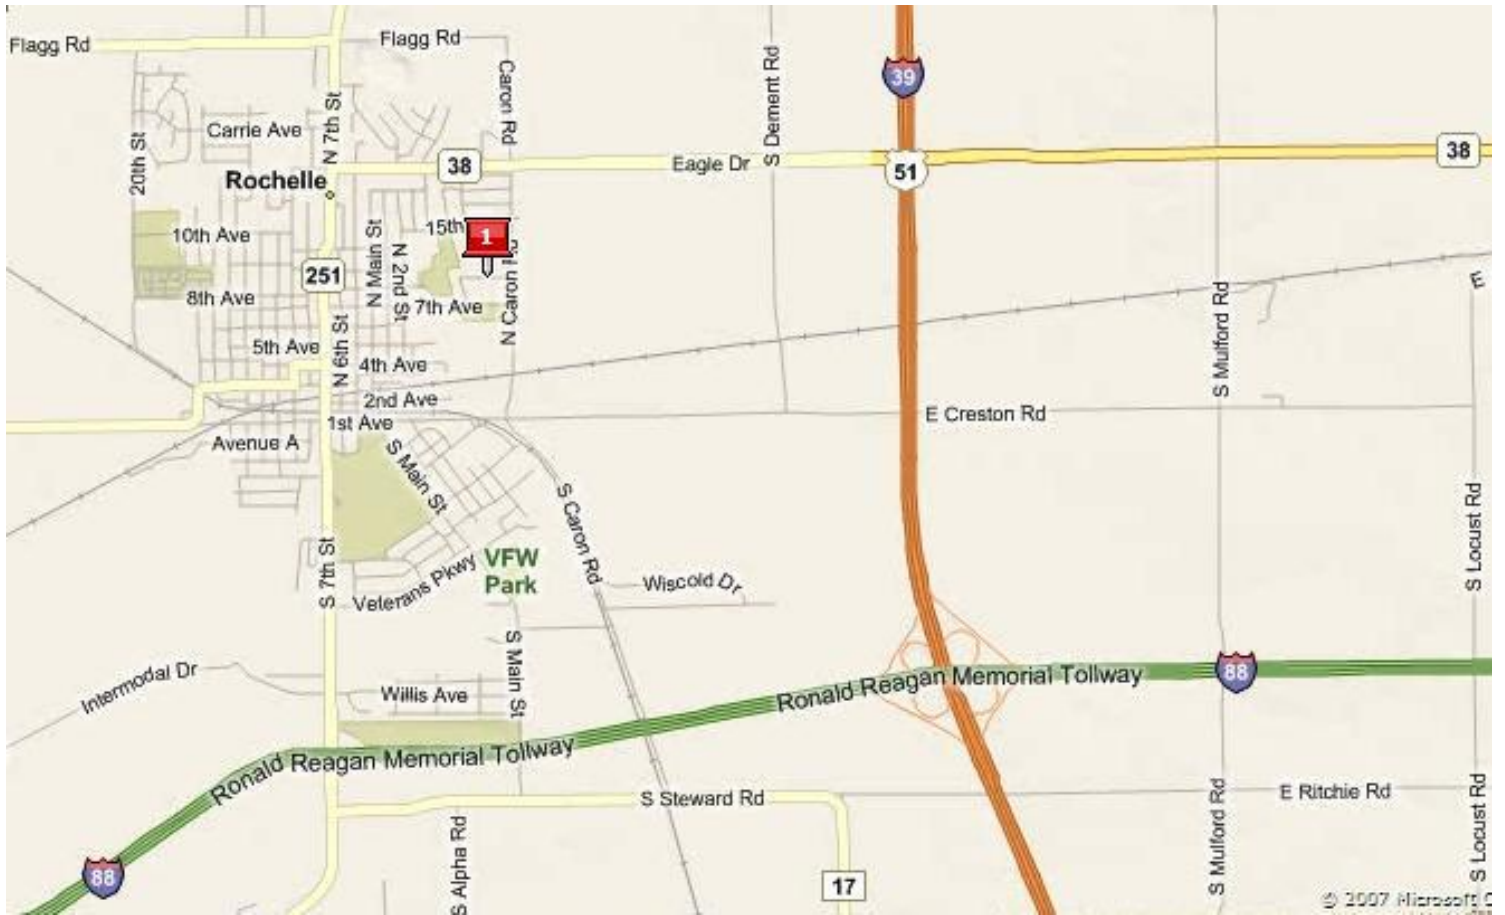 Flagg Rd
Flagg Rd
Caron Rd
S Dement Rd
39
N 7th St
Carrie Ave
20th St
38
Eagle Dr
51
38
Rochelle
15th
1
10th Ave
N Main St
N 2nd St
N Caron Rd
251
8th Ave
7th Ave
E
S Mulford Rd
5th Ave
N 6th St
4th Ave
2nd Ave
1st Ave
E Creston Rd
Avenue A
S Main St
S Caron Rd
S Locust Rd
VFW
Park
S 7th St
Veterans Pkwy
Wiscold Dr
S Main St
Intermodal Dr
Willis Ave
Ronald Reagan Memorial Tollway
88
Ronald Reagan Memorial Tollway
S Steward Rd
E Ritchie Rd
S Mulford Rd
S Locust Rd
S Alpha Rd
88
17
© 2007 Microsoft C